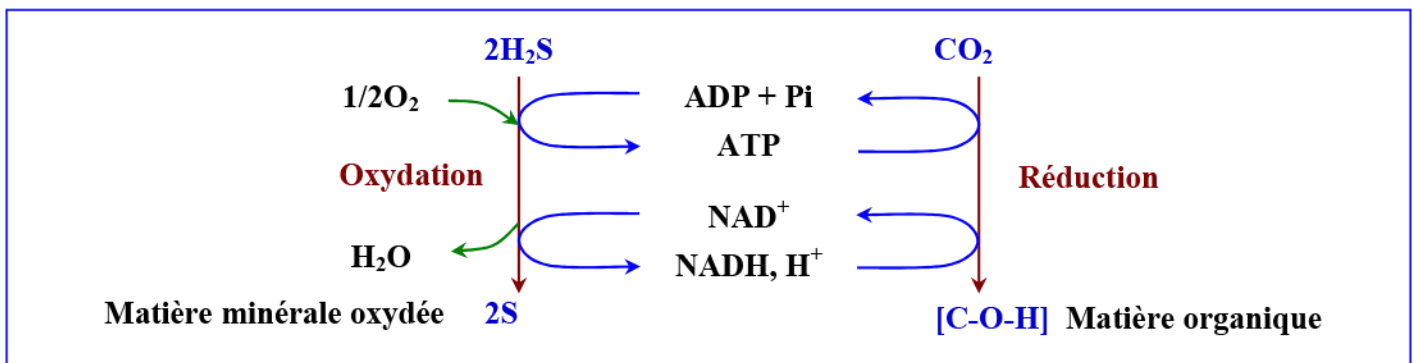 2H₂S CO₂
1/2O₂ ADP + Pi
ATP
Oxydation Réduction
NAD⁺
H₂O NADH, H⁺
Matière minérale oxydée 2S [C-O-H] Matière organique